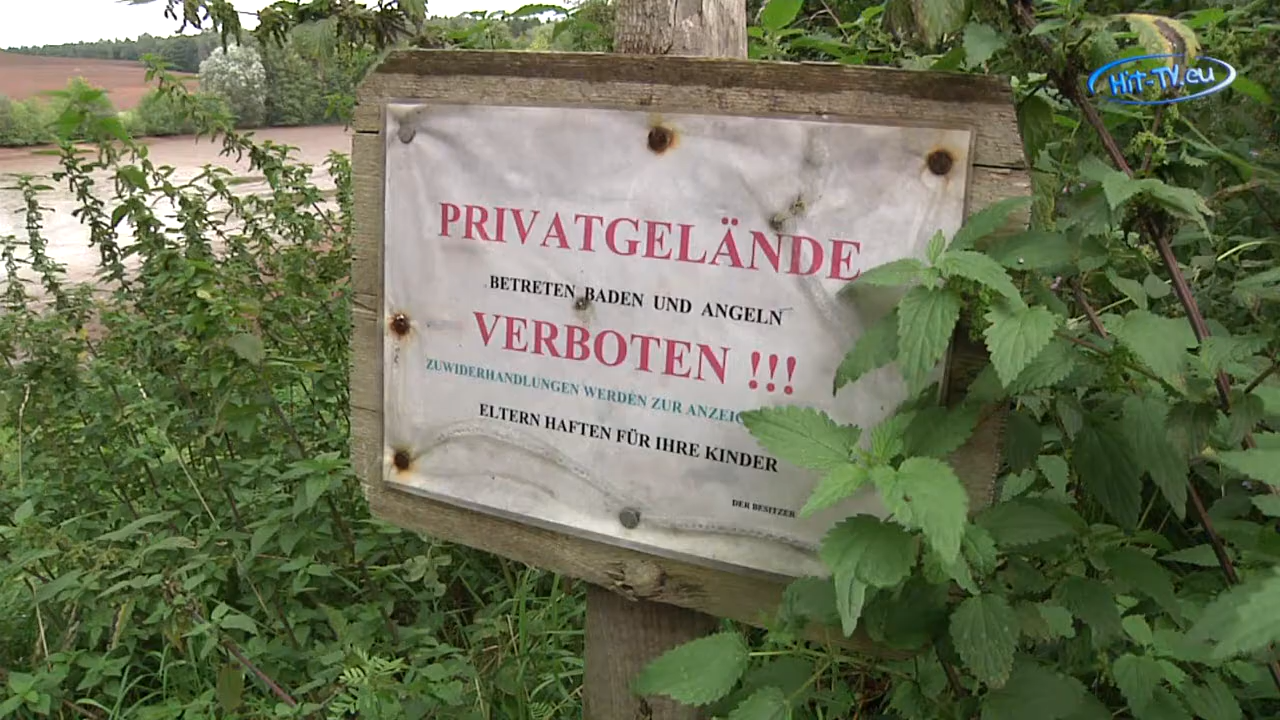 Hit-TV.eu
PRIVATGELÄNDE
BETRETEN BADEN UND ANGELN
VERBOTEN !!!
ZUWIDERHANDLUNGEN WERDEN ZUR
ELTERN HAFTEN FÜR IHRE KINDER
DER BESITZER